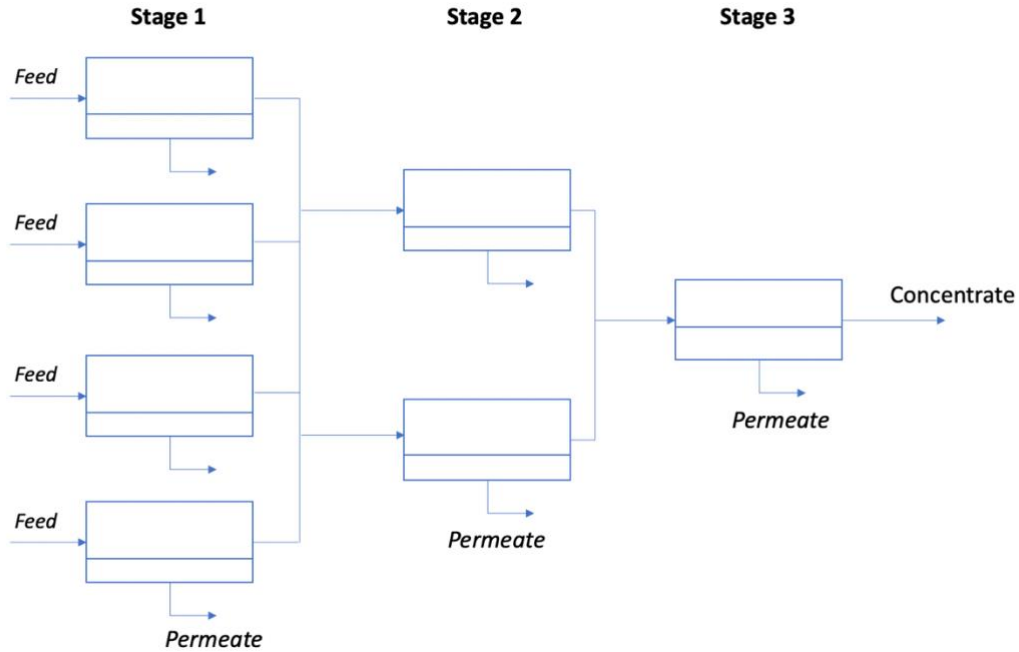 Stage 1
Stage 2
Stage 3
Feed
Feed
Concentrate
Feed
Permeate
Feed
Permeate
Permeate